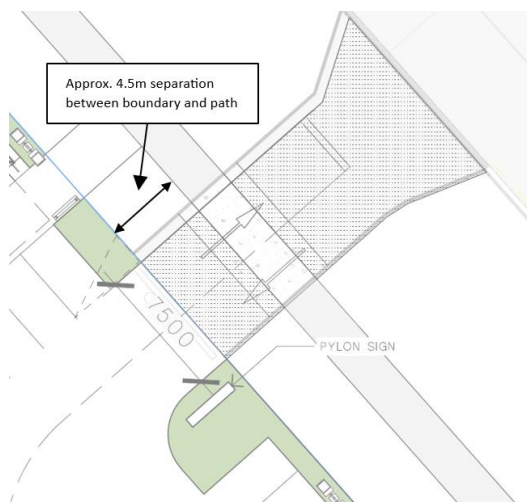 Approx. 4.5m separation
between boundary and path
7500
PYLON SIGN